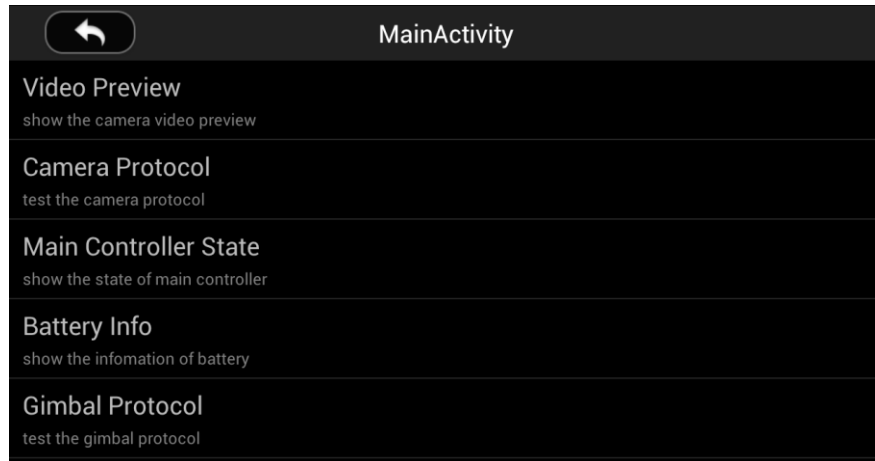 MainActivity
Video Preview
show the camera video preview
Camera Protocol
test the camera protocol
Main Controller State
show the state of main controller
Battery Info
show the infomation of battery
Gimbal Protocol
test the gimbal protocol